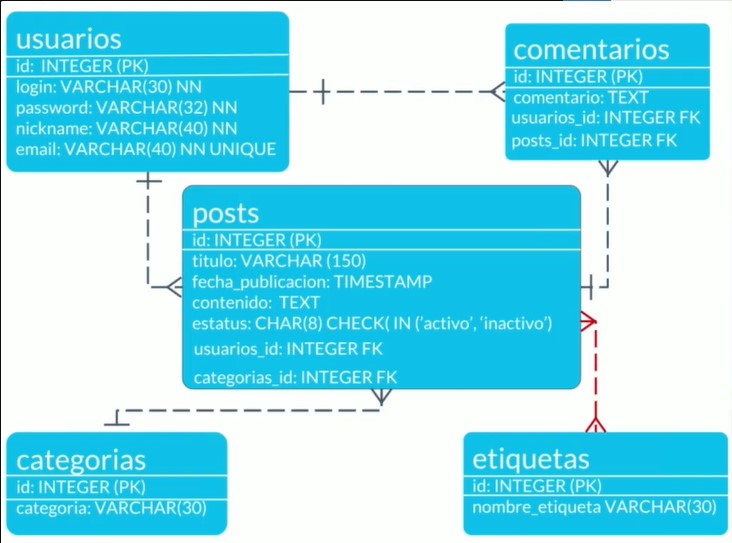 usuarios
id: INTEGER (PK)
login: VARCHAR(30) NN
password: VARCHAR(32) NN
nickname: VARCHAR(40) NN
email: VARCHAR(40) NN UNIQUE
comentarios
id: INTEGER (PK)
comentario: TEXT
usuarios_id: INTEGER FK
posts_id: INTEGER FK
posts
id: INTEGER (PK)
titulo: VARCHAR (150)
fecha_publicacion: TIMESTAMP
contenido: TEXT
estatus: CHAR(8) CHECK( IN ('activo', 'inactivo')
usuarios_id: INTEGER FK
categorias_id: INTEGER FK
categorias
id: INTEGER (PK)
categoria: VARCHAR(30)
etiquetas
id: INTEGER (PK)
nombre_etiqueta VARCHAR(30)